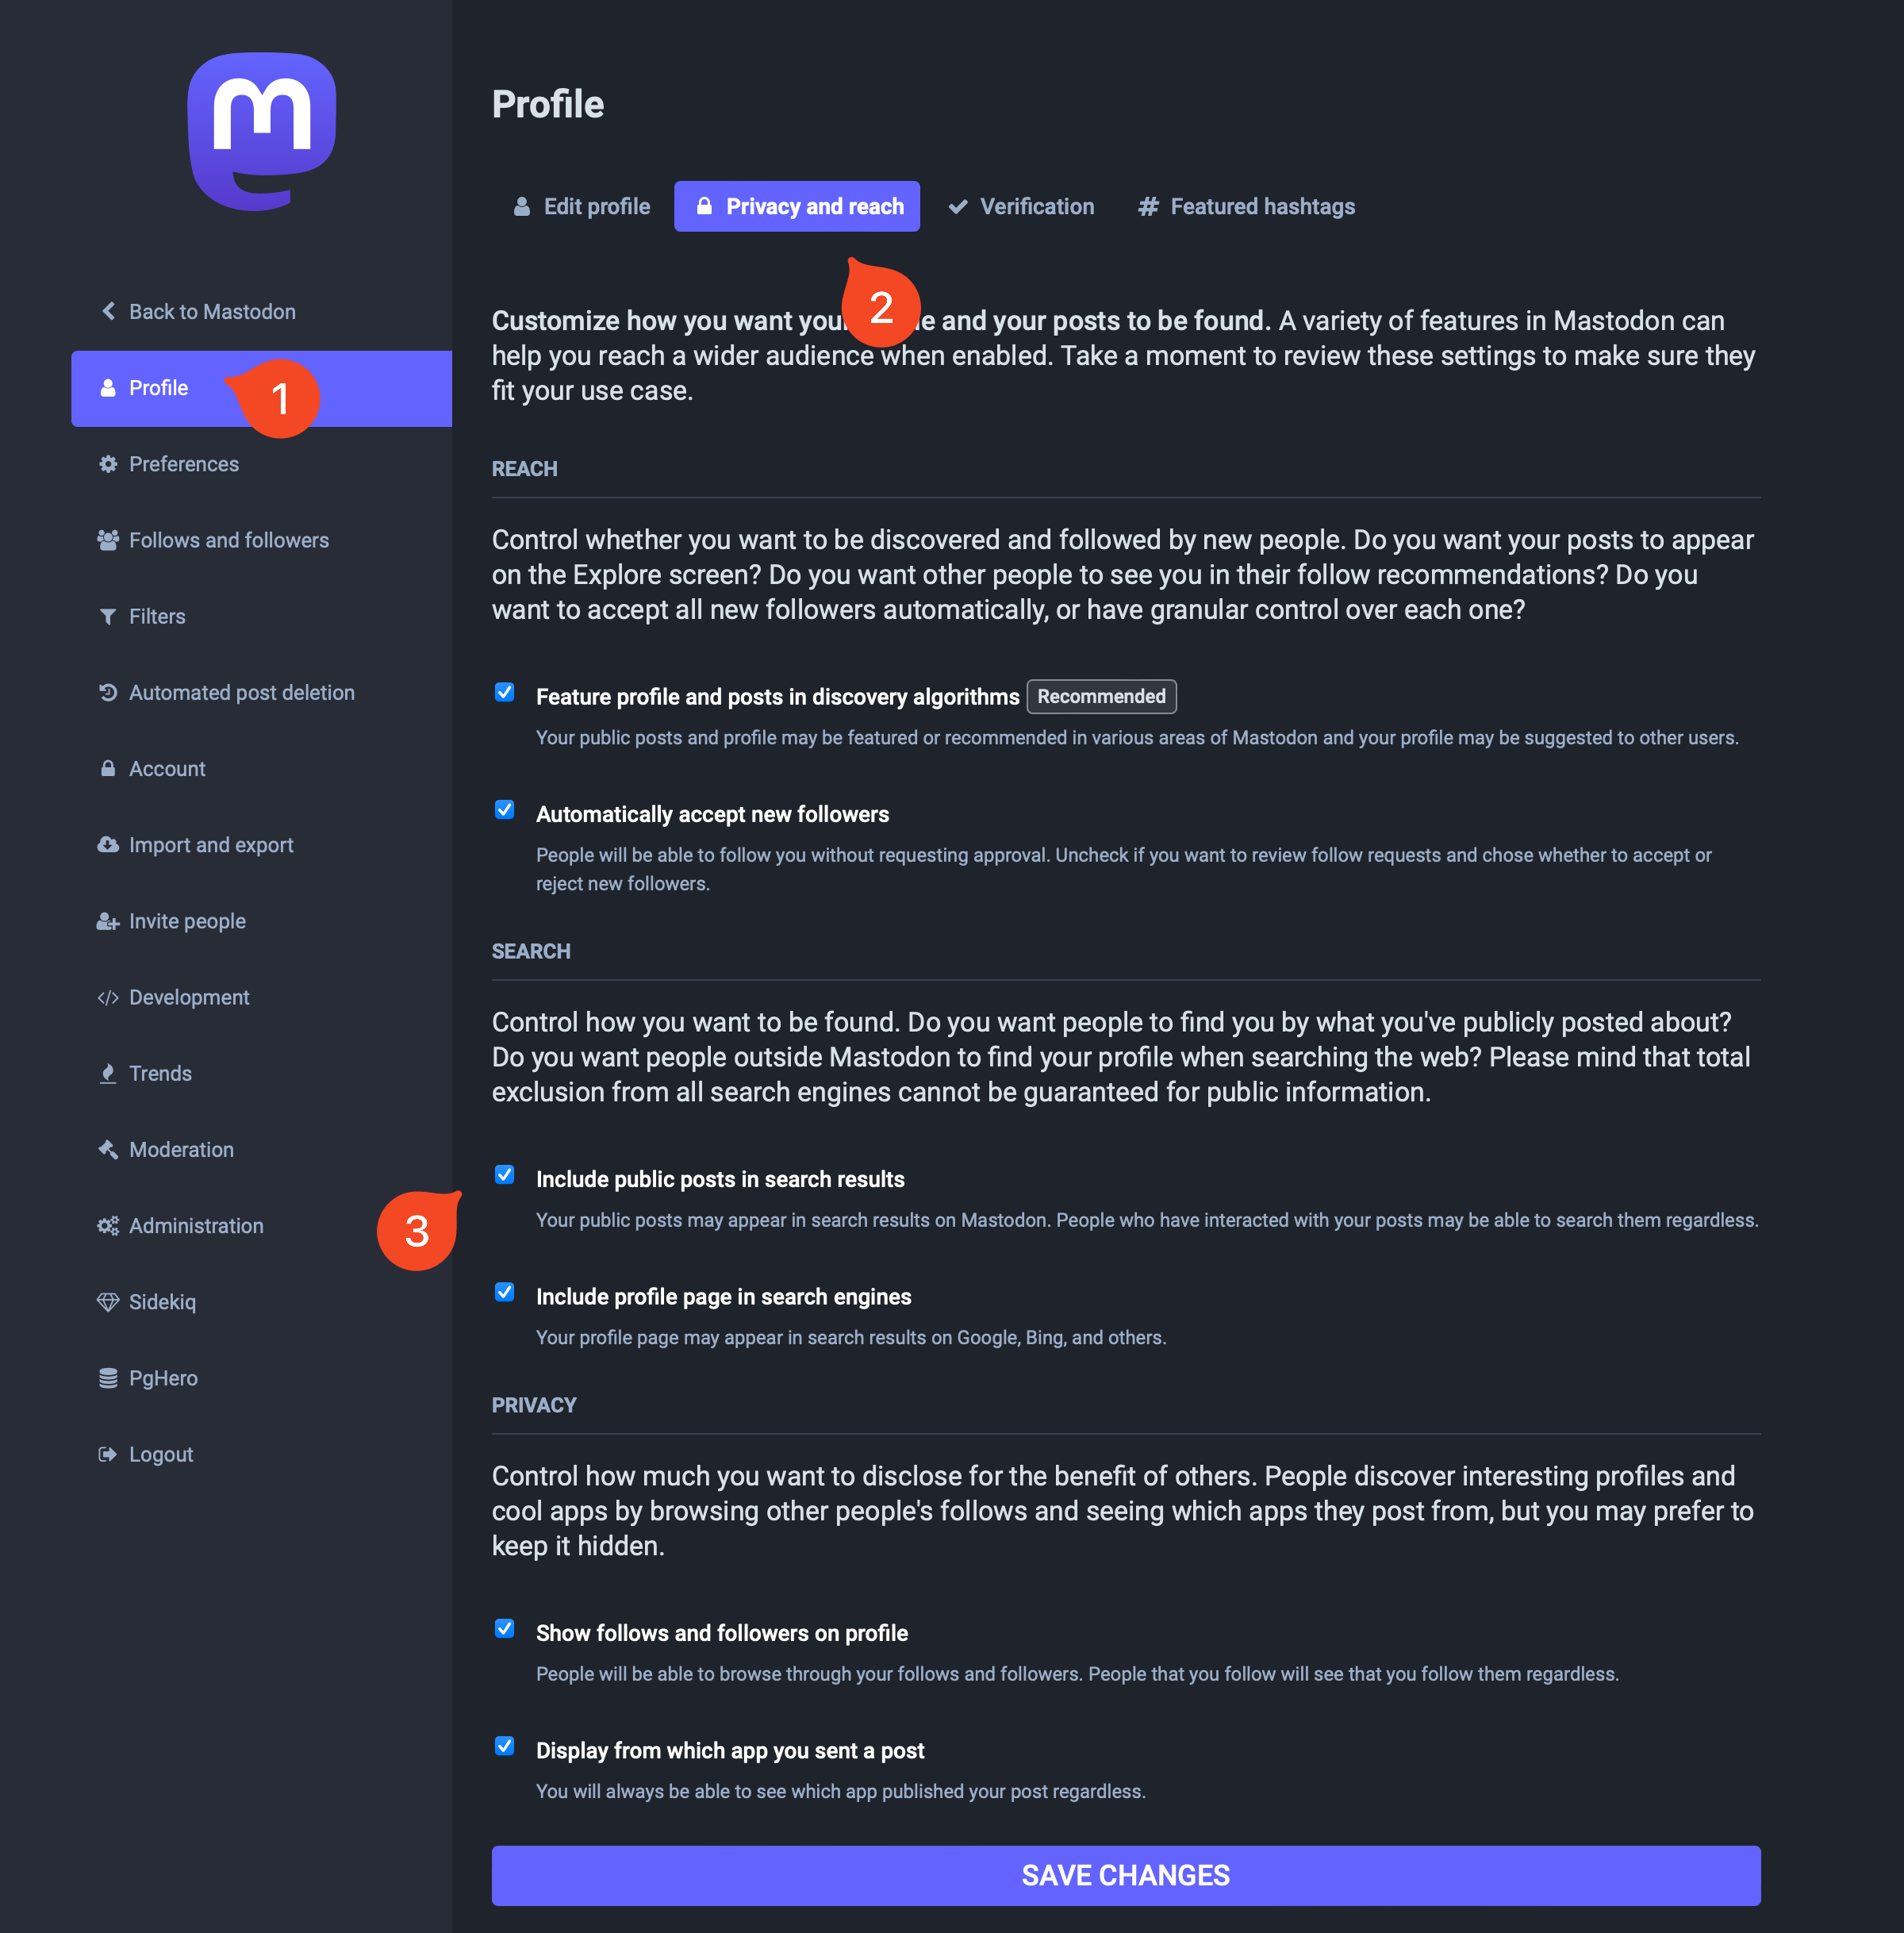 m
Back to Mastodon
Profile
1
Preferences
Follows and followers
Filters
Automated post deletion
Account
Import and export
Invite people
Development
Trends
Moderation
Administration
Sidekiq
PgHero
Logout
Profile
Edit profile
Privacy and reach
Verification
Featured hashtags
2
Customize how you want your e and your posts to be found. A variety of features in Mastodon can
help you reach a wider audience when enabled. Take a moment to review these settings to make sure they
fit your use case.
REACH
Control whether you want to be discovered and followed by new people. Do you want your posts to appear
on the Explore screen? Do you want other people to see you in their follow recommendations? Do you
want to accept all new followers automatically, or have granular control over each one?
Feature profile and posts in discovery algorithms Recommended
Your public posts and profile may be featured or recommended in various areas of Mastodon and your profile may be suggested to other users.
Automatically accept new followers
People will be able to follow you without requesting approval. Uncheck if you want to review follow requests and chose whether to accept or
reject new followers.
SEARCH
Control how you want to be found. Do you want people to find you by what you've publicly posted about?
Do you want people outside Mastodon to find your profile when searching the web? Please mind that total
exclusion from all search engines cannot be guaranteed for public information.
3
Include public posts in search results
Your public posts may appear in search results on Mastodon. People who have interacted with your posts may be able to search them regardless.
Include profile page in search engines
Your profile page may appear in search results on Google, Bing, and others.
PRIVACY
Control how much you want to disclose for the benefit of others. People discover interesting profiles and
cool apps by browsing other people's follows and seeing which apps they post from, but you may prefer to
keep it hidden.
Show follows and followers on profile
People will be able to browse through your follows and followers. People that you follow will see that you follow them regardless.
Display from which app you sent a post
You will always be able to see which app published your post regardless.
SAVE CHANGES